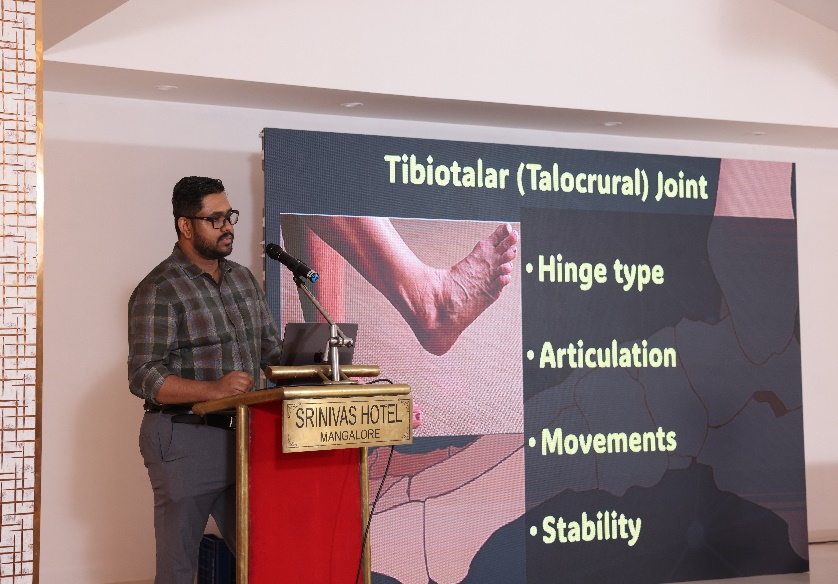 Tibiotalar (Talocrural) Joint
• Hinge type
• Articulation
• Movements
• Stability
SRINIVAS HOTEL
MANGALORE